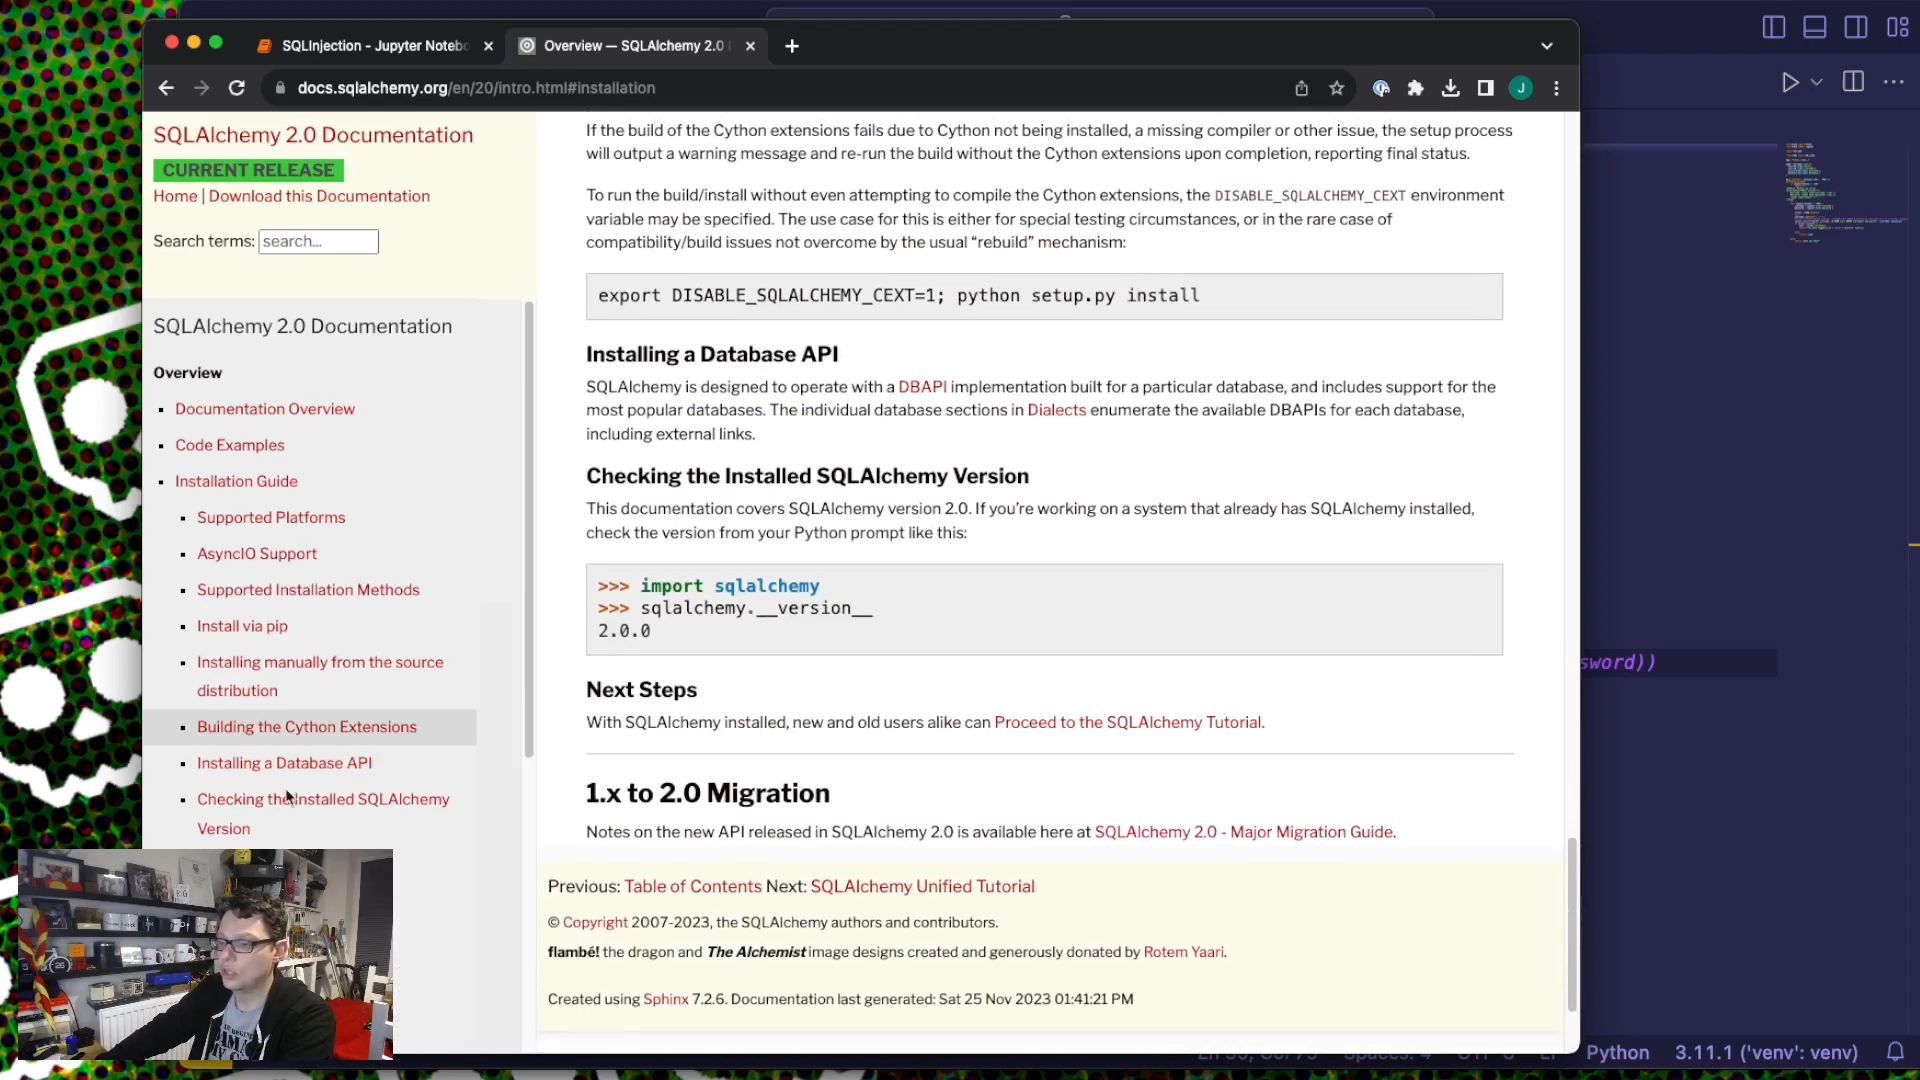 SQLInjection - Jupyter Notebo
Overview — SQLAlchemy 2.0
docs.sqlalchemy.org/en/20/intro.html#installation
J
SQLAlchemy 2.0 Documentation
CURRENT RELEASE
Home | Download this Documentation
Search terms: search...
SQLAlchemy 2.0 Documentation
Overview
Documentation Overview
Code Examples
Installation Guide
Supported Platforms
AsyncIO Support
Supported Installation Methods
Install via pip
Installing manually from the source
distribution
Building the Cython Extensions
Installing a Database API
Checking the Installed SQLAlchemy
Version
If the build of the Cython extensions fails due to Cython not being installed, a missing compiler or other issue, the setup process
will output a warning message and re-run the build without the Cython extensions upon completion, reporting final status.
To run the build/install without even attempting to compile the Cython extensions, the DISABLE_SQLALCHEMY_CEXT environment
variable may be specified. The use case for this is either for special testing circumstances, or in the rare case of
compatibility/build issues not overcome by the usual “rebuild” mechanism:
export DISABLE_SQLALCHEMY_CEXT=1; python setup.py install
Installing a Database API
SQLAlchemy is designed to operate with a DBAPI implementation built for a particular database, and includes support for the
most popular databases. The individual database sections in Dialects enumerate the available DBAPIs for each database,
including external links.
Checking the Installed SQLAlchemy Version
This documentation covers SQLAlchemy version 2.0. If you’re working on a system that already has SQLAlchemy installed,
check the version from your Python prompt like this:
>>> import sqlalchemy
>>> sqlalchemy.__version__
2.0.0
Next Steps
With SQLAlchemy installed, new and old users alike can Proceed to the SQLAlchemy Tutorial.
1.x to 2.0 Migration
Notes on the new API released in SQLAlchemy 2.0 is available here at SQLAlchemy 2.0 - Major Migration Guide.
Previous: Table of Contents Next: SQLAlchemy Unified Tutorial
© Copyright 2007-2023, the SQLAlchemy authors and contributors.
flambé! the dragon and The Alchemist image designs created and generously donated by Rotem Yaari.
Created using Sphinx 7.2.6. Documentation last generated: Sat 25 Nov 2023 01:41:21 PM
sword))
Python 3.11.1 ('venv': venv)